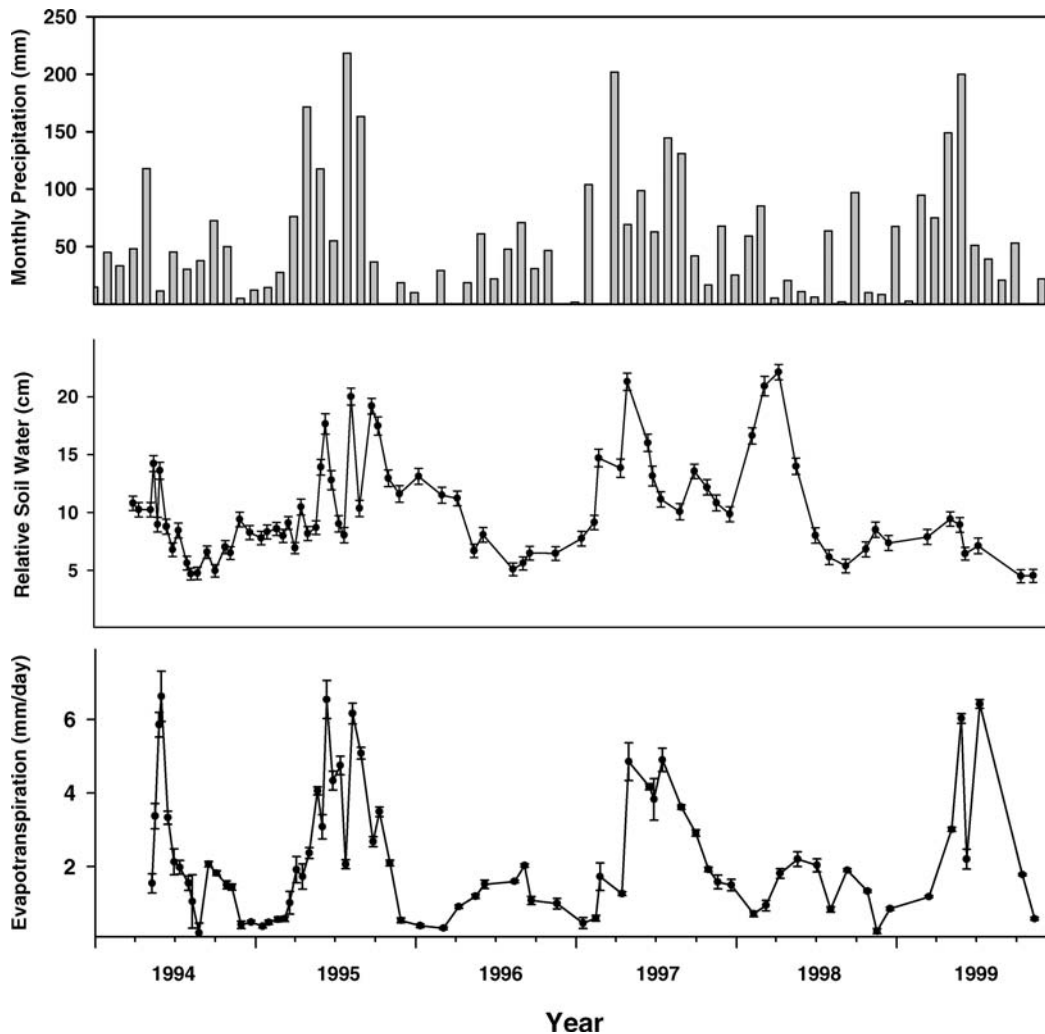 Monthly Precipitation (mm)
250
200
150
100
50
Relative Soil Water (cm)
20
15
10
5
Evapotranspiration (mm/day)
6
4
2
1994 1995 1996 1997 1998 1999
Year